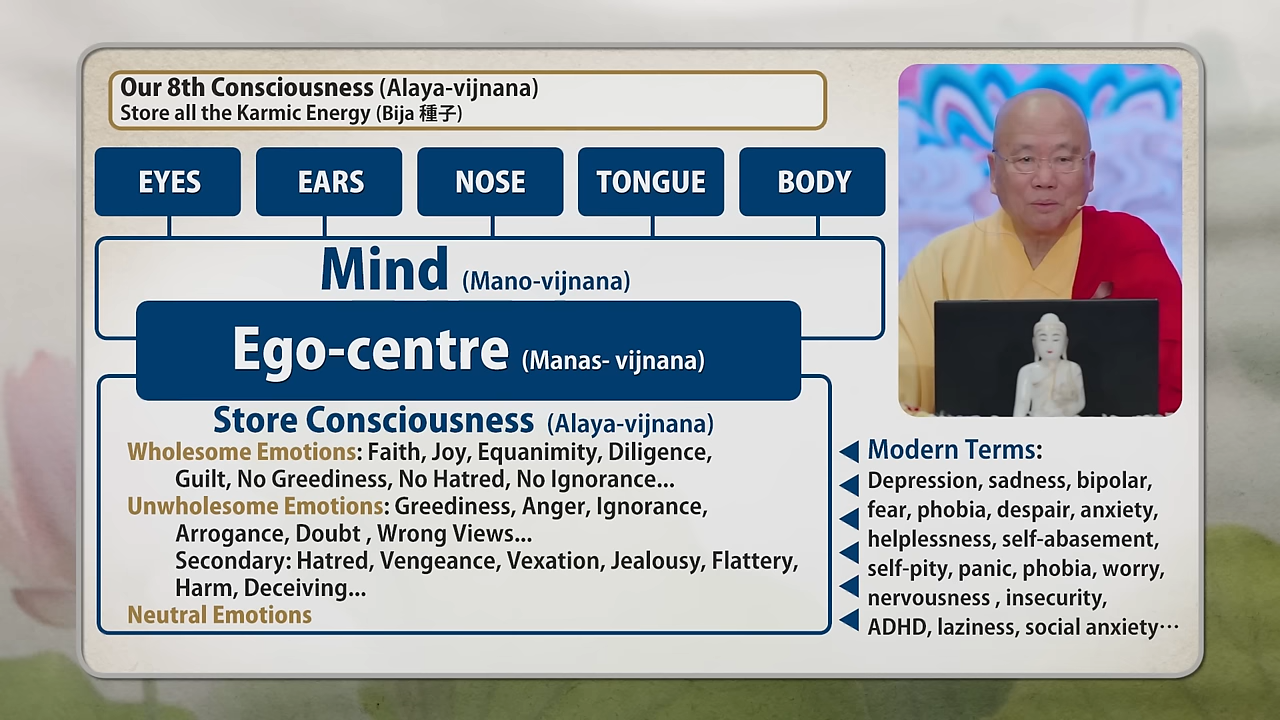 Our 8th Consciousness (Alaya-vijnana)
Store all the Karmic Energy (Bija 種子)
EYES
EARS
NOSE
TONGUE
BODY
Mind (Mano-vijnana)
Ego-centre (Manas- vijnana)
Store Consciousness (Alaya-vijnana)
Wholesome Emotions: Faith, Joy, Equanimity, Diligence,
Guilt, No Greediness, No Hatred, No Ignorance...
Unwholesome Emotions: Greediness, Anger, Ignorance,
Arrogance, Doubt , Wrong Views...
Secondary: Hatred, Vengeance, Vexation, Jealousy, Flattery,
Harm, Deceiving...
Neutral Emotions
Modern Terms:
Depression, sadness, bipolar,
fear, phobia, despair, anxiety,
helplessness, self-abasement,
self-pity, panic, phobia, worry,
nervousness , insecurity,
ADHD, laziness, social anxiety⋯